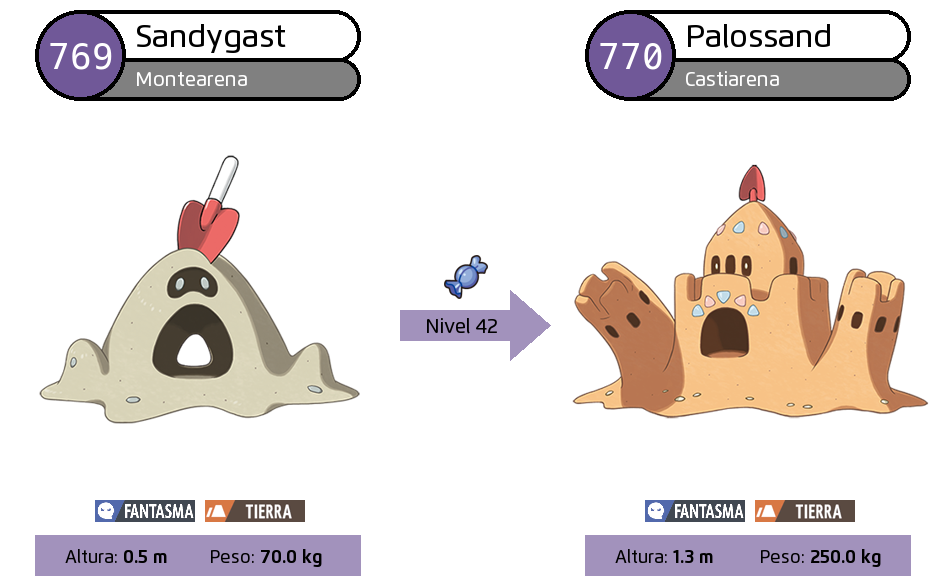 769
Sandygast
Montearena
770
Palossand
Castiarena
Nivel 42
FANTASMA
TIERRA
FANTASMA
TIERRA
Altura: 0.5 m
Peso: 70.0 kg
Altura: 1.3 m
Peso: 250.0 kg